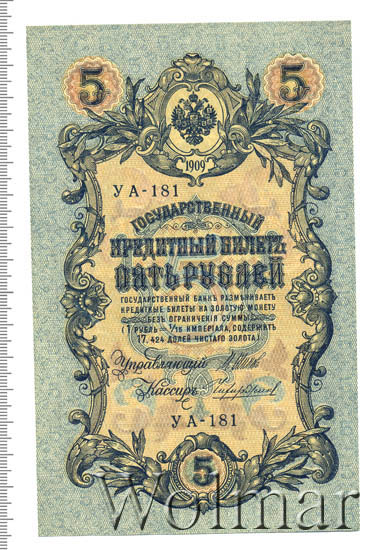 5 5
1909
УА-181
ГОСУДАРСТВЕННЫЙ
КРЕДИТНЫЙ БИЛЕТЪ
ПЯТЬ РУБЛЕЙ
ГОСУДАРСТВЕННЫЙ БАНКЪ РАЗМѢНИВАЕТЪ
КРЕДИТНЫЕ БИЛЕТЫ НА ЗОЛОТУЮ МОНЕТУ
БЕЗЪ ОГРАНИЧЕНІЯ СУММЫ
(1 РУБЛЬ = 1/15 ИМПЕРІАЛА, СОДЕРЖИТЪ
17,424 ДОЛЕЙ ЧИСТАГО ЗОЛОТА)
Управляющій
Кассиръ
УА-181
5
Wolmar